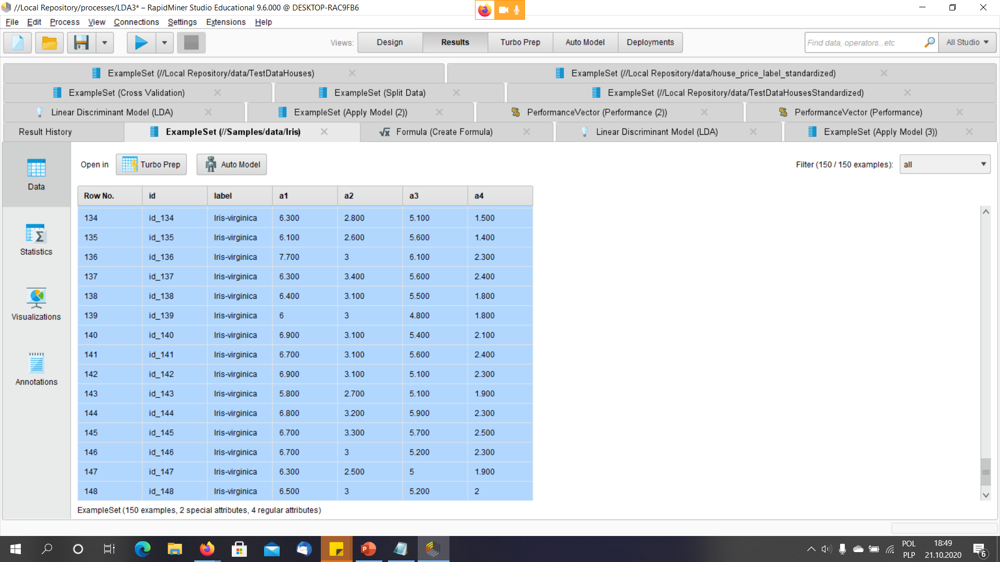 //Local Repository/processes/LDA3* – RapidMiner Studio Educational 9.6.000 @ DESKTOP-RAC9FB6
File Edit Process View Connections Settings Extensions Help
Views: Design Results Turbo Prep Auto Model Deployments Find data, operators...etc All Studio
ExampleSet (//Local Repository/data/TestDataHouses) ExampleSet (//Local Repository/data/house_price_label_standardized)
ExampleSet (Cross Validation) ExampleSet (Split Data) ExampleSet (//Local Repository/data/TestDataHousesStandardized)
Linear Discriminant Model (LDA) ExampleSet (Apply Model (2)) PerformanceVector (Performance (2)) PerformanceVector (Performance)
Result History ExampleSet (//Samples/data/Iris) Formula (Create Formula) Linear Discriminant Model (LDA) ExampleSet (Apply Model (3))
Open in Turbo Prep Auto Model Filter (150 / 150 examples): all
Data
Statistics
Visualizations
Annotations
Row No. id label a1 a2 a3 a4
134 id_134 Iris-virginica 6.300 2.800 5.100 1.500
135 id_135 Iris-virginica 6.100 2.600 5.600 1.400
136 id_136 Iris-virginica 7.700 3 6.100 2.300
137 id_137 Iris-virginica 6.300 3.400 5.600 2.400
138 id_138 Iris-virginica 6.400 3.100 5.500 1.800
139 id_139 Iris-virginica 6 3 4.800 1.800
140 id_140 Iris-virginica 6.900 3.100 5.400 2.100
141 id_141 Iris-virginica 6.700 3.100 5.600 2.400
142 id_142 Iris-virginica 6.900 3.100 5.100 2.300
143 id_143 Iris-virginica 5.800 2.700 5.100 1.900
144 id_144 Iris-virginica 6.800 3.200 5.900 2.300
145 id_145 Iris-virginica 6.700 3.300 5.700 2.500
146 id_146 Iris-virginica 6.700 3 5.200 2.300
147 id_147 Iris-virginica 6.300 2.500 5 1.900
148 id_148 Iris-virginica 6.500 3 5.200 2
ExampleSet (150 examples, 2 special attributes, 4 regular attributes)
POL 18:49
PLP 21.10.2020 6